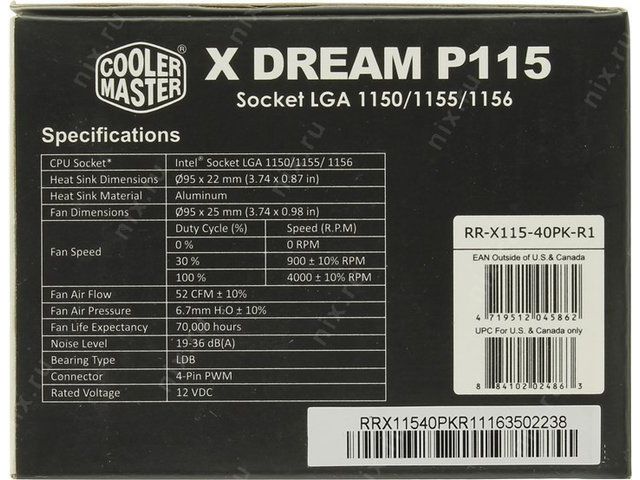 COOLER MASTER®
X DREAM P115
Socket LGA 1150/1155/1156
Specifications
CPU Socket* Intel® Socket LGA 1150/1155/ 1156
Heat Sink Dimensions Ø95 x 22 mm (3.74 x 0.87 in)
Heat Sink Material Aluminum
Fan Dimensions Ø95 x 25 mm (3.74 x 0.98 in)
Fan Speed
Duty Cycle (%) Speed (R.P.M)
0 % 0 RPM
30 % 900 ± 10% RPM
100 % 4000 ± 10% RPM
Fan Air Flow 52 CFM ± 10%
Fan Air Pressure 6.7mm H₂O ± 10%
Fan Life Expectancy 70,000 hours
Noise Level 19-36 dB(A)
Bearing Type LDB
Connector 4-Pin PWM
Rated Voltage 12 VDC
RR-X115-40PK-R1
EAN Outside of U.S.& Canada
4 719512 045862
UPC For U.S. & Canada only
8 84102 02486 3
RRX11540PKR11163502238
nix.ru